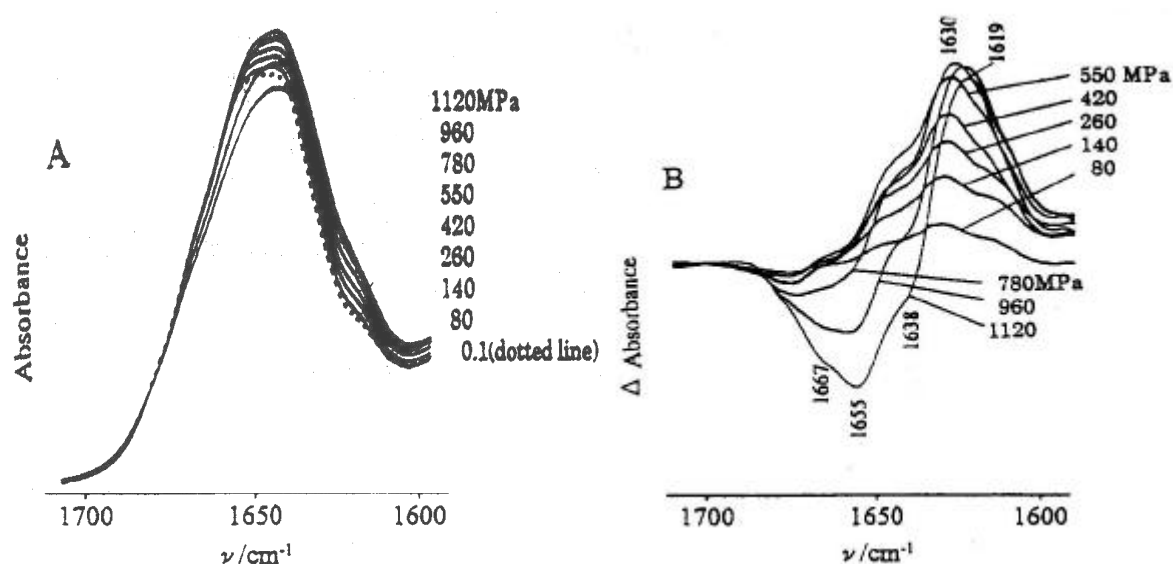 A
Absorbance
1120MPa
960
780
550
420
260
140
80
0.1(dotted line)
1700
1650
1600
ν/cm-1
B
Δ Absorbance
1630
1619
550 MPa
420
260
140
80
780MPa
960
1120
1638
1667
1655
1700
1650
1600
ν/cm-1